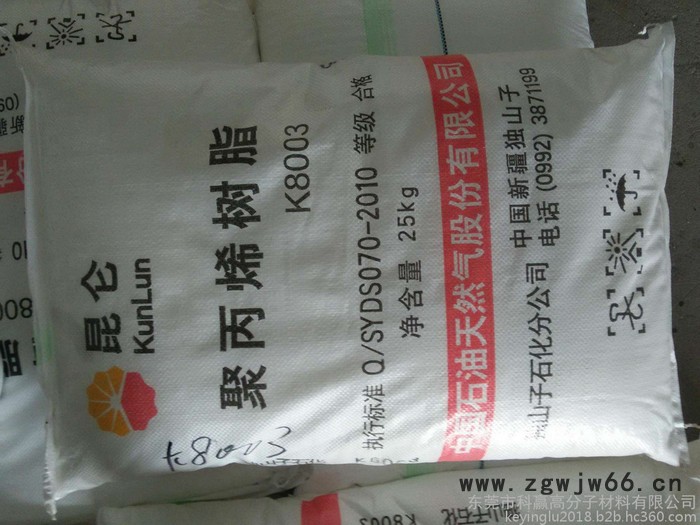 昆仑
KunLun
聚丙烯树脂
K8003
执行标准 Q/SYDS070-2010 等级 合格
净含量 25kg
中国石油天然气股份有限公司
独山子石化分公司 中国新疆独山子
电话 (0992) 3871199
K8003
www.zgwjw66.cn
东莞市科赢高分子材料有限公司
keyinglu2018.b2b.hc360.com